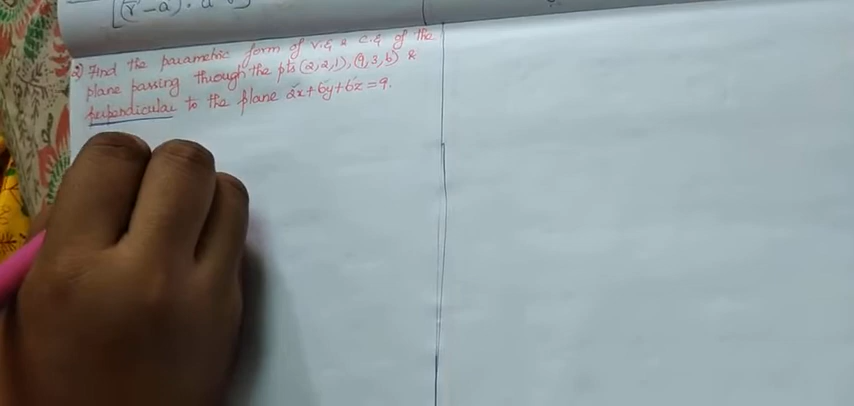 [(r̄ - ā) ·
2) Find the parametric form of V.E & C.E of the
plane passing through the pts (2,2,1), (9,3,6) &
perpendicular to the plane 2x+6y+6z=9.